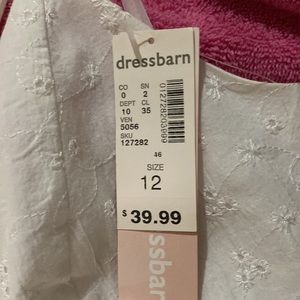 dressbarn
CO SN
0 2
DEPT CL
10 35
VEN
5056
SKU
127282
0127282039999
46
SIZE
12
$ 39.99
ssbarn